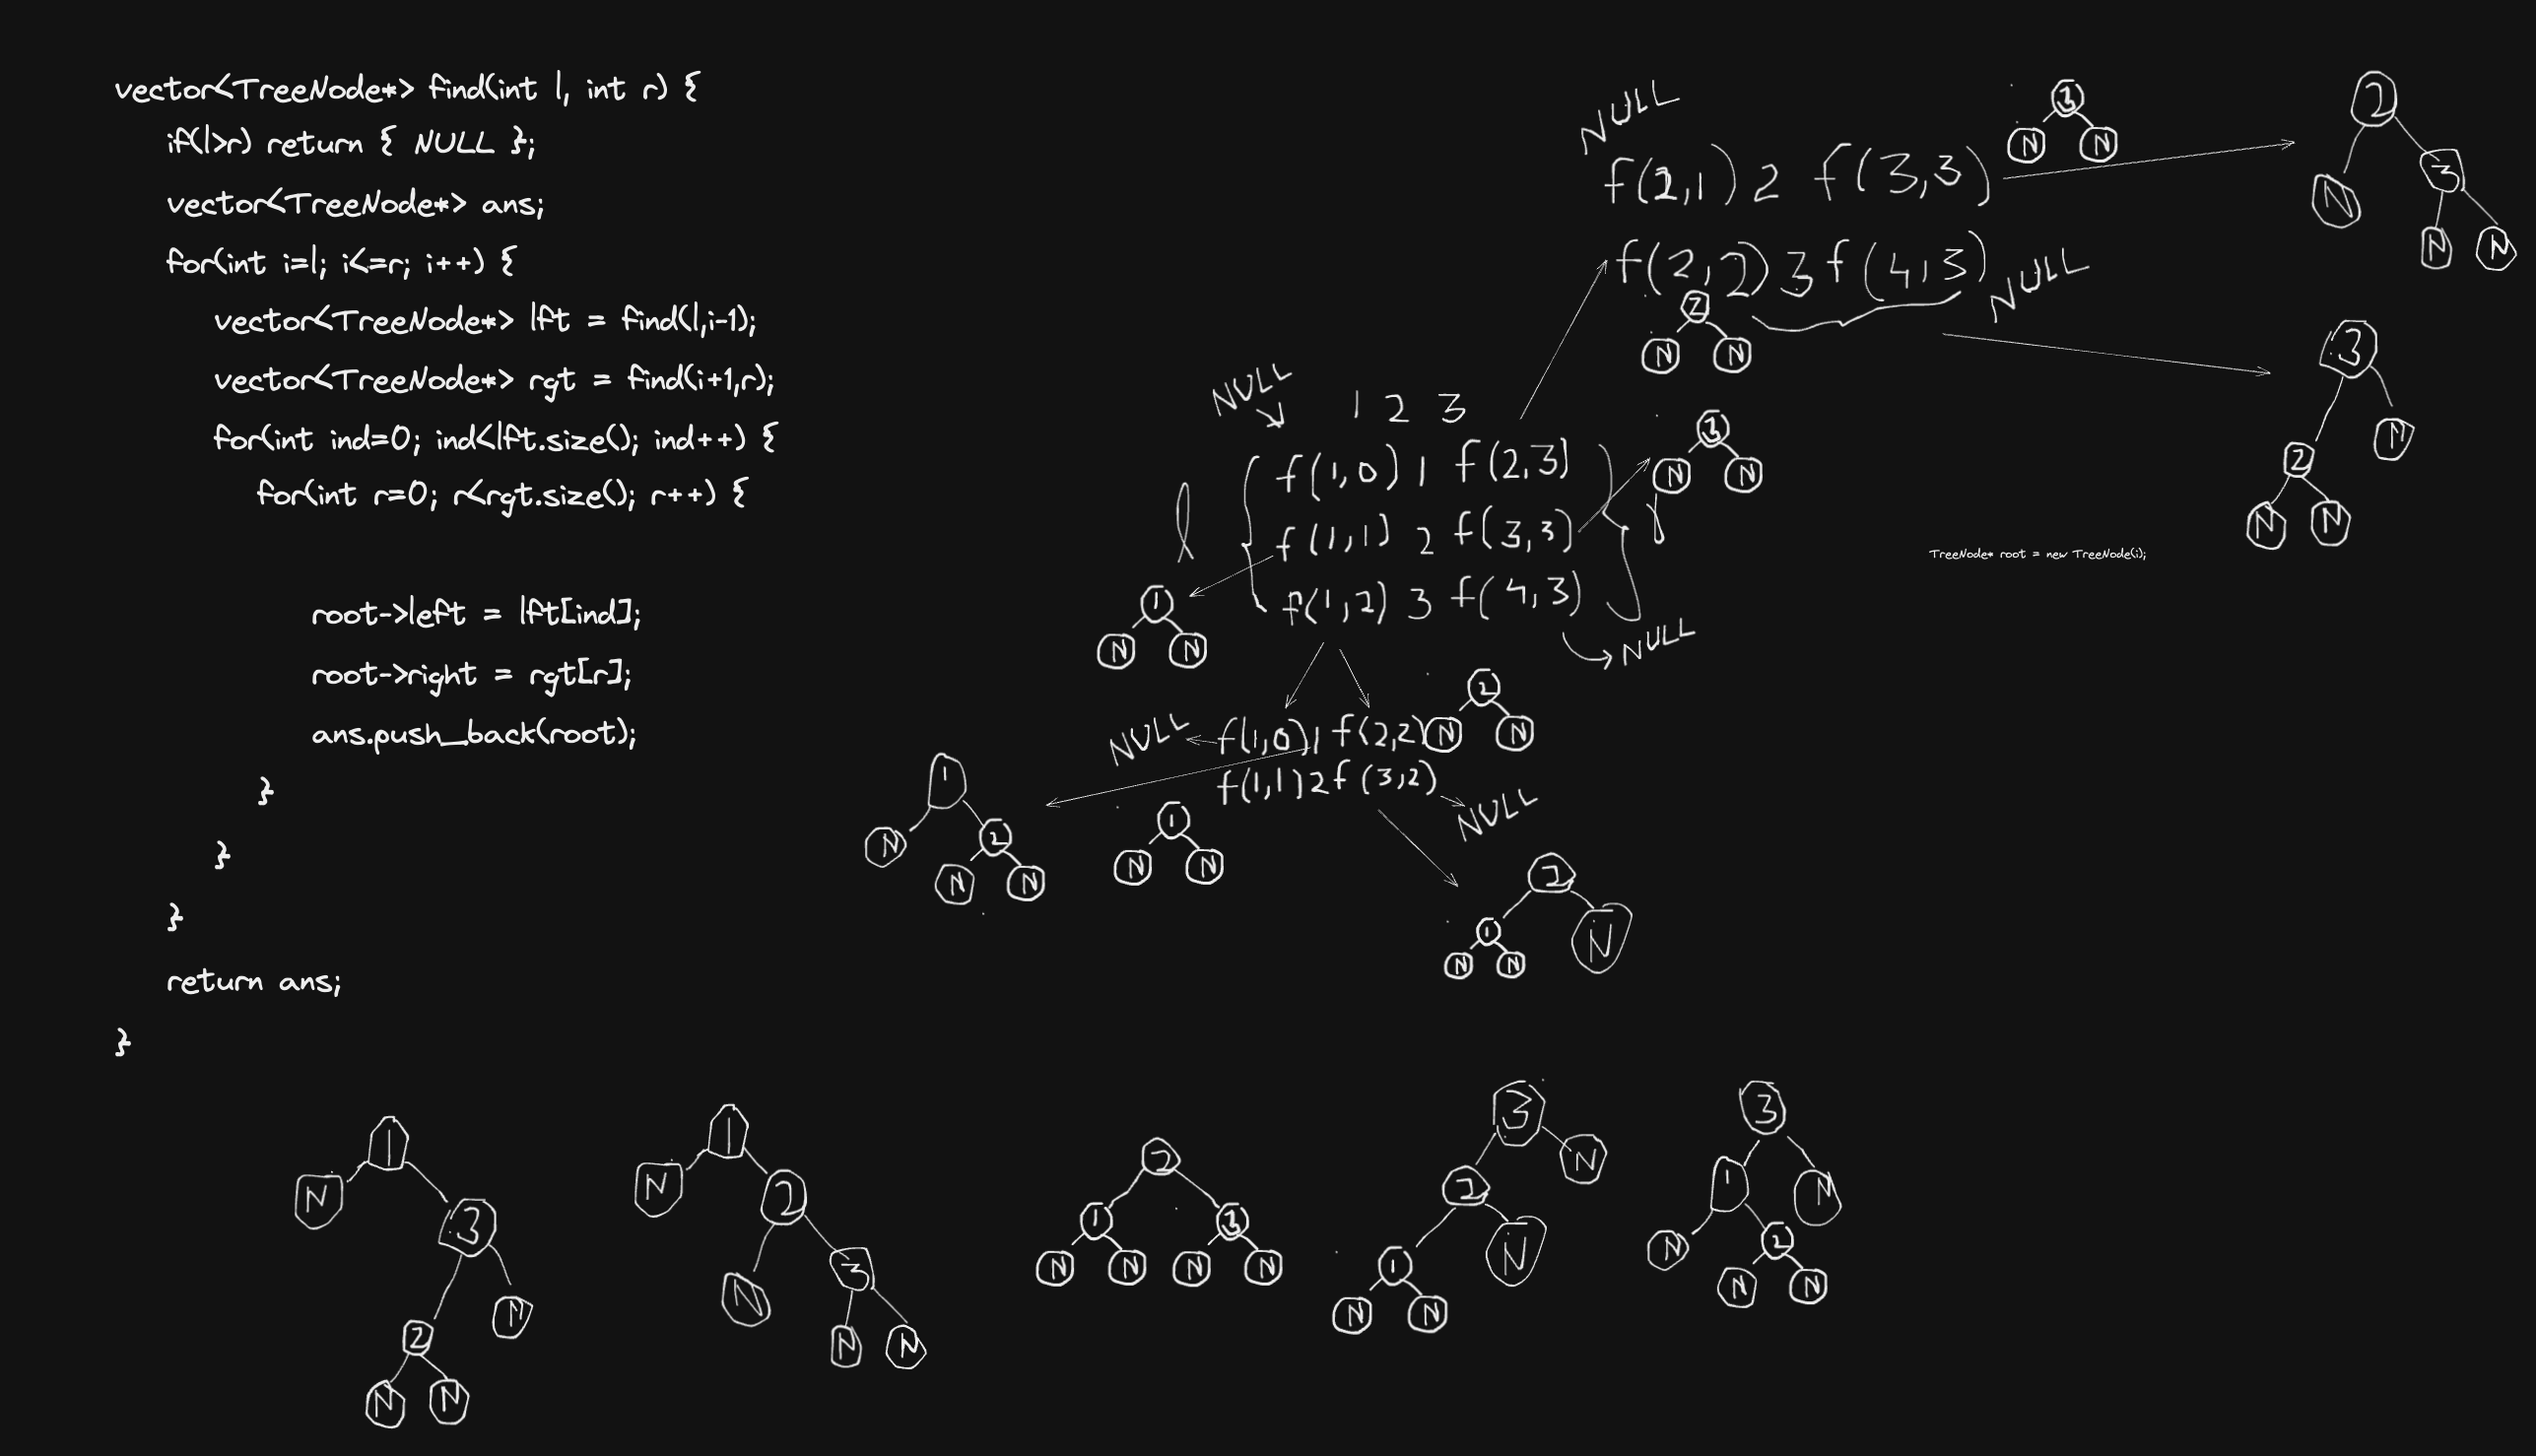 vector<TreeNode*> find(int l, int r) {
if(l>r) return { NULL };
vector<TreeNode*> ans;
for(int i=l; i<=r; i++) {
vector<TreeNode*> lft = find(l,i-1);
vector<TreeNode*> rgt = find(i+1,r);
for(int ind=0; ind<lft.size(); ind++) {
for(int r=0; r<rgt.size(); r++) {
root->left = lft[ind];
root->right = rgt[r];
ans.push_back(root);
}
}
}
return ans;
}
NULL
3
N N
f(2,1) 2 f(3,3)
2
N 3
N N
f(2,2) 3 f(4,3)
NULL
2
N N
3
2 N
N N
TreeNode* root = new TreeNode(i);
NULL
1 2 3
l
f(1,0) 1 f(2,3)
f(1,1) 2 f(3,3)
f(1,2) 3 f(4,3)
3
N N
1
N N
NULL
2
N N
NULL f(1,0) 1 f(2,2)
f(1,1) 2 f(3,2)
NULL
1
N 2
N N
1
N N
2
1 N
N N
1
N 3
2 N
N N
1
N 2
N 3
N N
2
1 3
N N N N
3
2 N
1 N
N N
3
1 N
N 2
N N